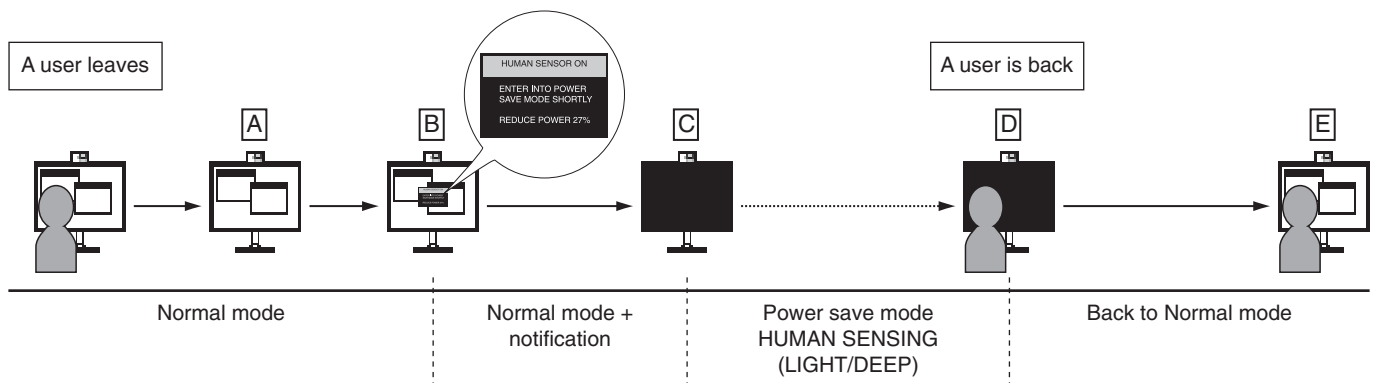 A user leaves
HUMAN SENSOR ON
ENTER INTO POWER
SAVE MODE SHORTLY
REDUCE POWER 27%
A user is back
A
B
C
D
E
Normal mode
Normal mode +
notification
Power save mode
HUMAN SENSING
(LIGHT/DEEP)
Back to Normal mode